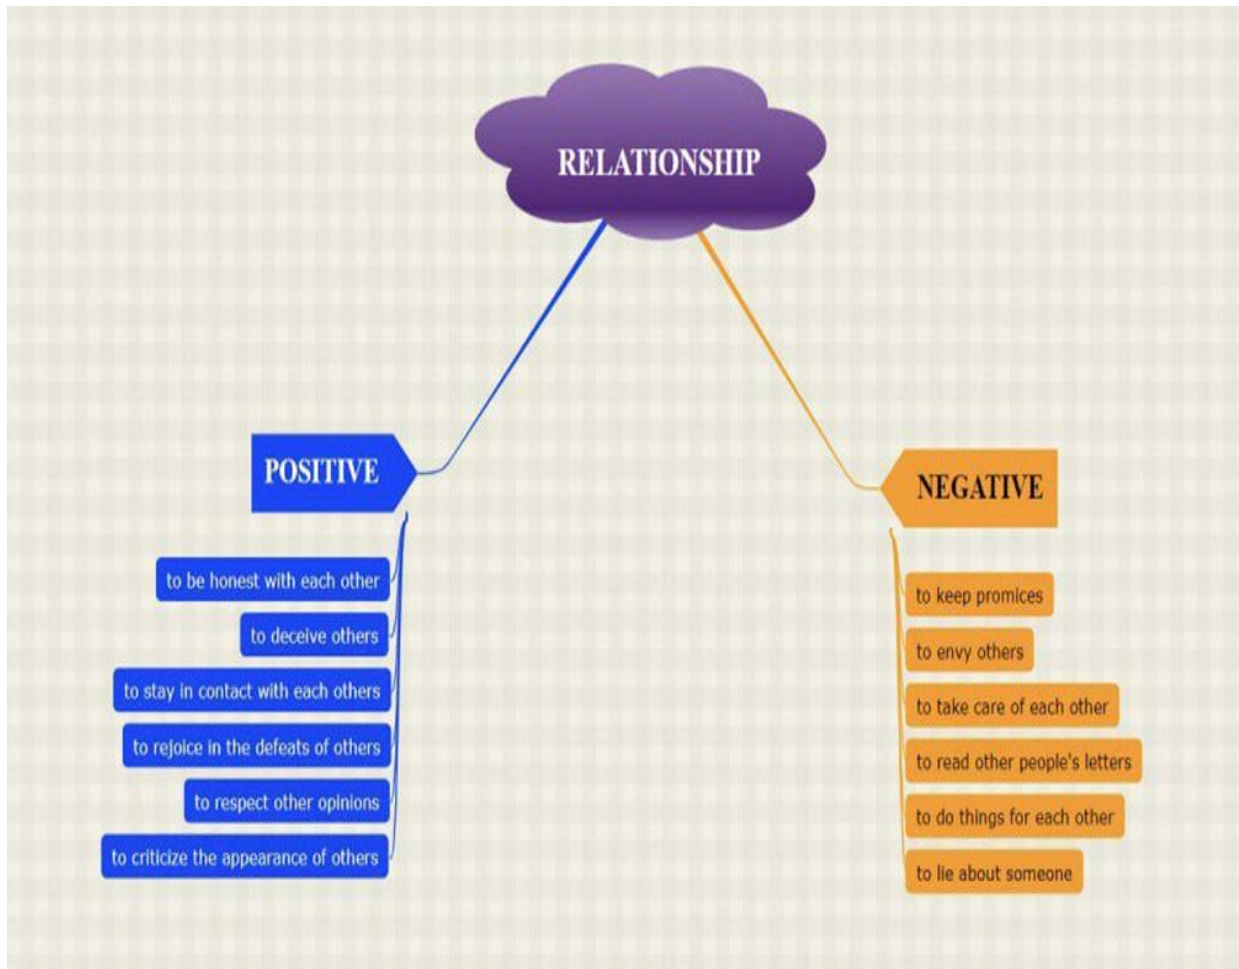 RELATIONSHIP
POSITIVE
to be honest with each other
to deceive others
to stay in contact with each others
to rejoice in the defeats of others
to respect other opinions
to criticize the appearance of others
NEGATIVE
to keep promices
to envy others
to take care of each other
to read other people's letters
to do things for each other
to lie about someone